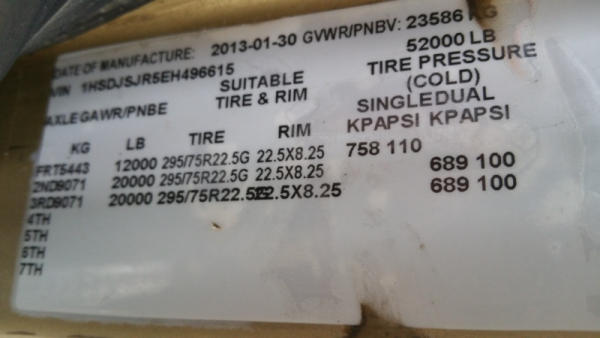 DATE OF MANUFACTURE: 2013-01-30 GVWR/PNBV: 23586 KG
52000 LB
VIN 1HSDJSJR5EH496615 SUITABLE TIRE PRESSURE
AXLE GAWR/PNBE TIRE & RIM (COLD)
SINGLEDUAL
KG LB TIRE RIM KPAPSI KPAPSI
FRT5443 12000 295/75R22.5G 22.5X8.25 758 110
2ND9071 20000 295/75R22.5G 22.5X8.25 689 100
3RD9071 20000 295/75R22.5 22.5X8.25 689 100
4TH
5TH
6TH
7TH